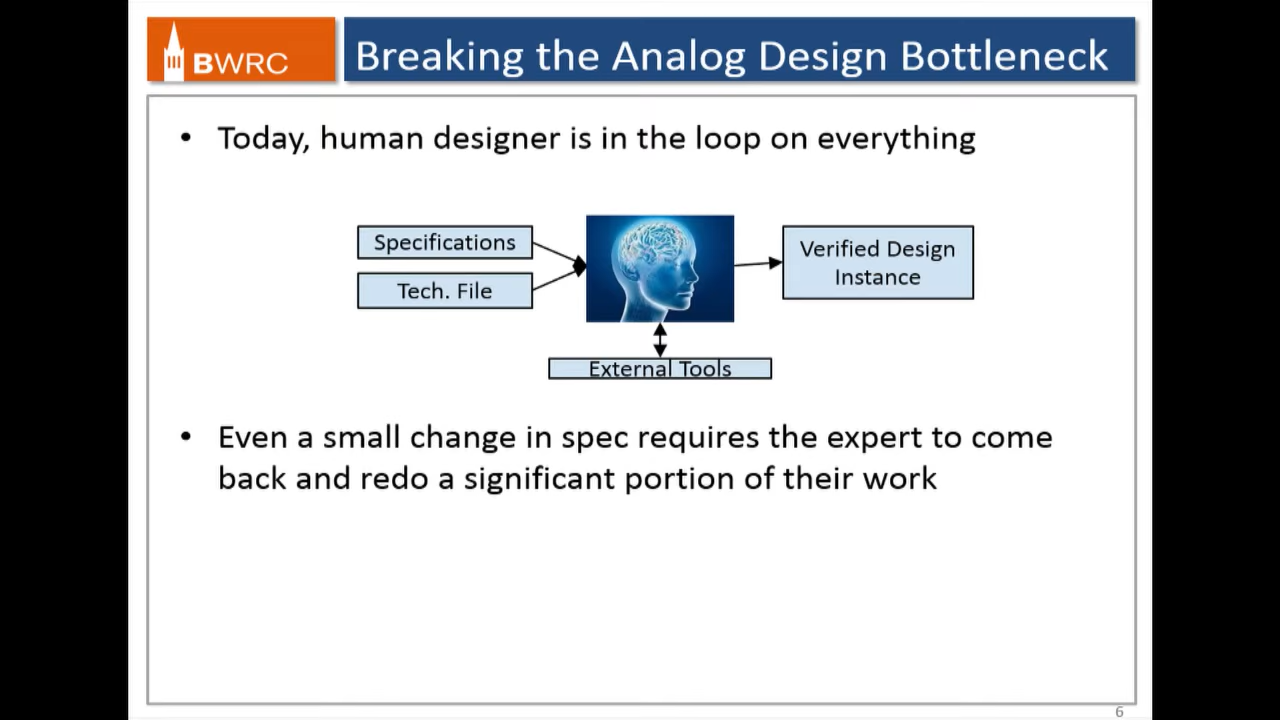 BWRC
Breaking the Analog Design Bottleneck
• Today, human designer is in the loop on everything
Specifications
Tech. File
Verified Design
Instance
External Tools
• Even a small change in spec requires the expert to come
back and redo a significant portion of their work
6